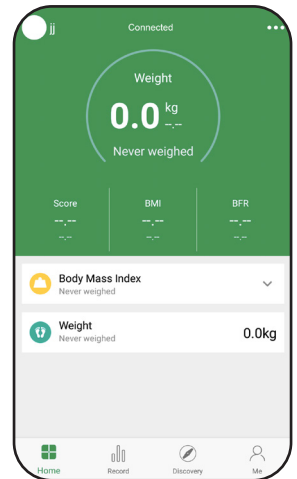 jj Connected
Weight
0.0 kg
--.--
Never weighed
Score BMI BFR
--.-- --.-- --.--
--.-- --.-- --.--
Body Mass Index
Never weighed
Weight
Never weighed
0.0kg
Home Record Discovery Me